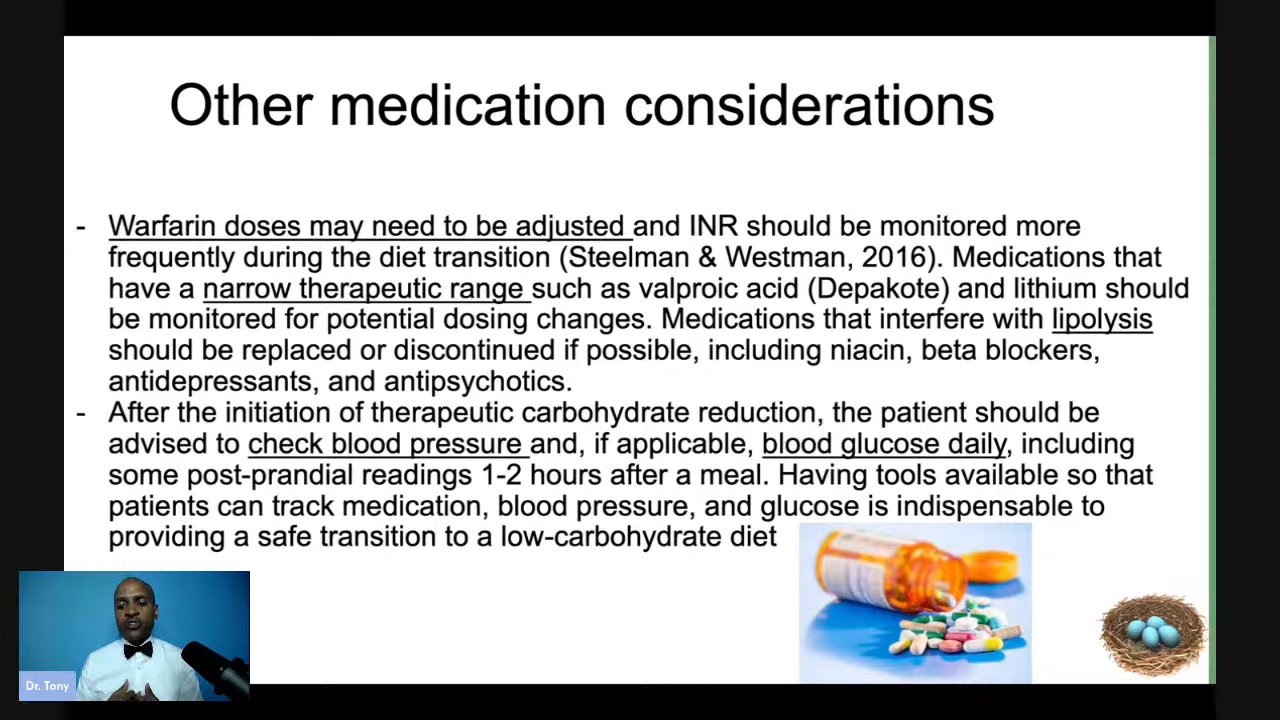 Other medication considerations
- Warfarin doses may need to be adjusted and INR should be monitored more
frequently during the diet transition (Steelman & Westman, 2016). Medications that
have a narrow therapeutic range such as valproic acid (Depakote) and lithium should
be monitored for potential dosing changes. Medications that interfere with lipolysis
should be replaced or discontinued if possible, including niacin, beta blockers,
antidepressants, and antipsychotics.
- After the initiation of therapeutic carbohydrate reduction, the patient should be
advised to check blood pressure and, if applicable, blood glucose daily, including
some post-prandial readings 1-2 hours after a meal. Having tools available so that
patients can track medication, blood pressure, and glucose is indispensable to
providing a safe transition to a low-carbohydrate diet
Dr. Tony